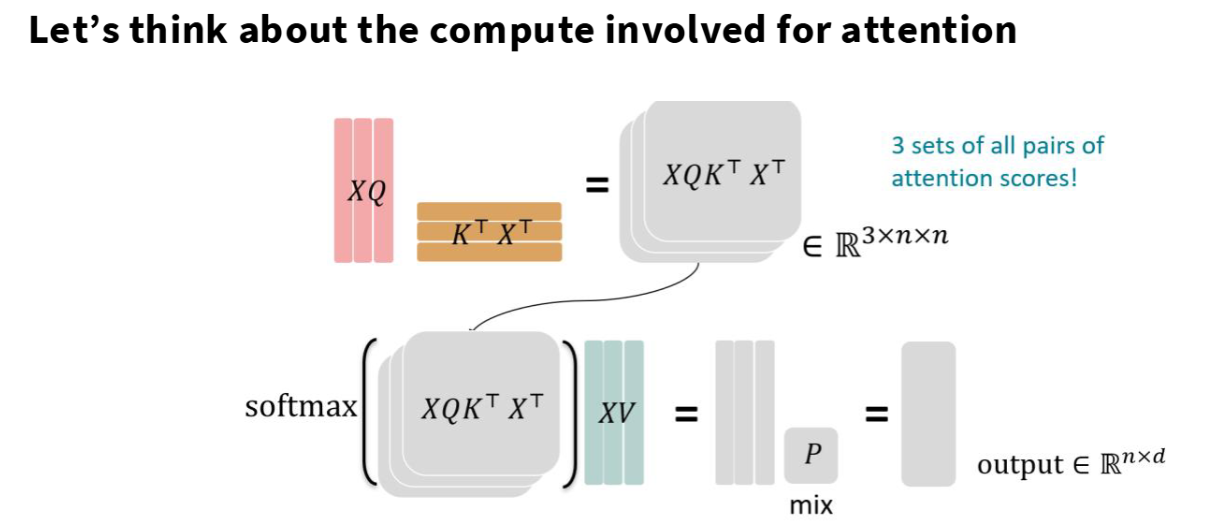 Let's think about the compute involved for attention
XQ
K⊤ X⊤
=
XQK⊤ X⊤
∈ ℝ3×n×n
3 sets of all pairs of
attention scores!
softmax
XQK⊤ X⊤
XV
=
P
mix
=
output ∈ ℝn×d